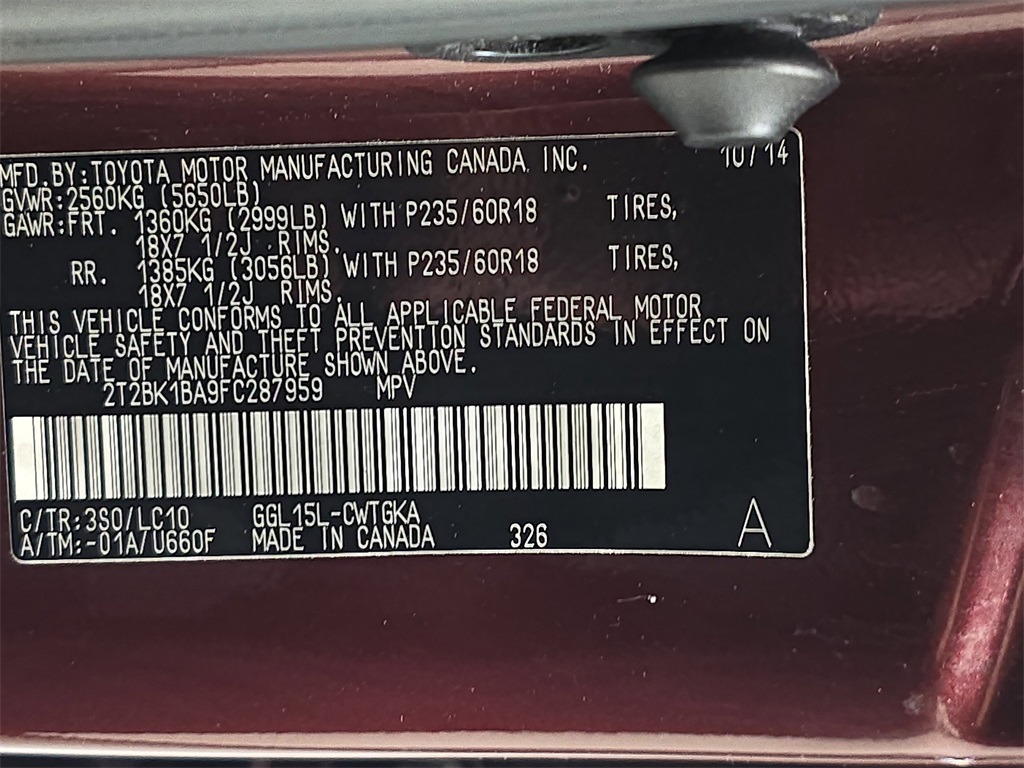 MFD.BY:TOYOTA MOTOR MANUFACTURING CANADA INC. 10/14
GVWR:2560KG (5650LB)
GAWR:FRT. 1360KG (2999LB) WITH P235/60R18 TIRES,
18X7 1/2J RIMS.
RR. 1385KG (3056LB) WITH P235/60R18 TIRES,
18X7 1/2J RIMS.
THIS VEHICLE CONFORMS TO ALL APPLICABLE FEDERAL MOTOR
VEHICLE SAFETY AND THEFT PREVENTION STANDARDS IN EFFECT ON
THE DATE OF MANUFACTURE SHOWN ABOVE.
2T2BK1BA9FC287959 MPV
C/TR:3S0/LC10 GGL15L-CWTGKA
A/TM:-01A/U660F MADE IN CANADA 326 A